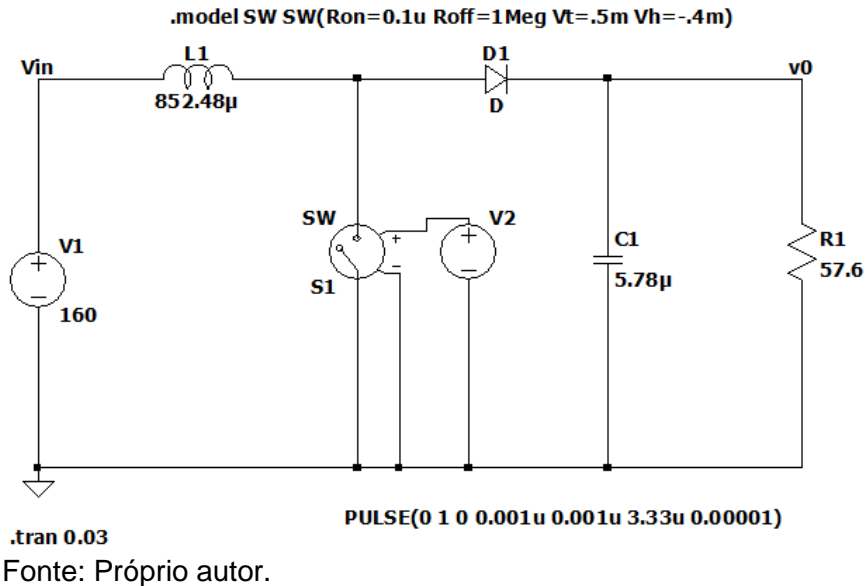 .model SW SW(Ron=0.1u Roff=1Meg Vt=.5m Vh=-.4m)
Vin
L1
852.48µ
D1
D
v0
SW
S1
+
−
V2
+
−
V1
+
−
160
C1
5.78µ
R1
57.6
.tran 0.03
PULSE(0 1 0 0.001u 0.001u 3.33u 0.00001)
Fonte: Próprio autor.